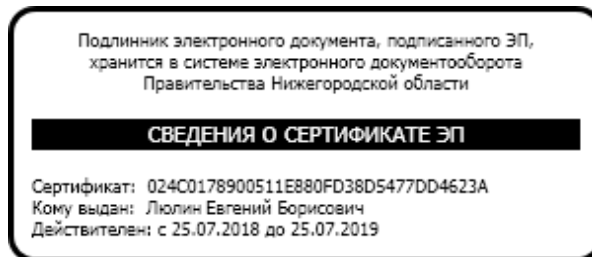 Подлинник электронного документа, подписанного ЭП,
хранится в системе электронного документооборота
Правительства Нижегородской области
СВЕДЕНИЯ О СЕРТИФИКАТЕ ЭП
Сертификат: 024C0178900511E880FD38D5477DD4623A
Кому выдан: Люлин Евгений Борисович
Действителен: с 25.07.2018 до 25.07.2019